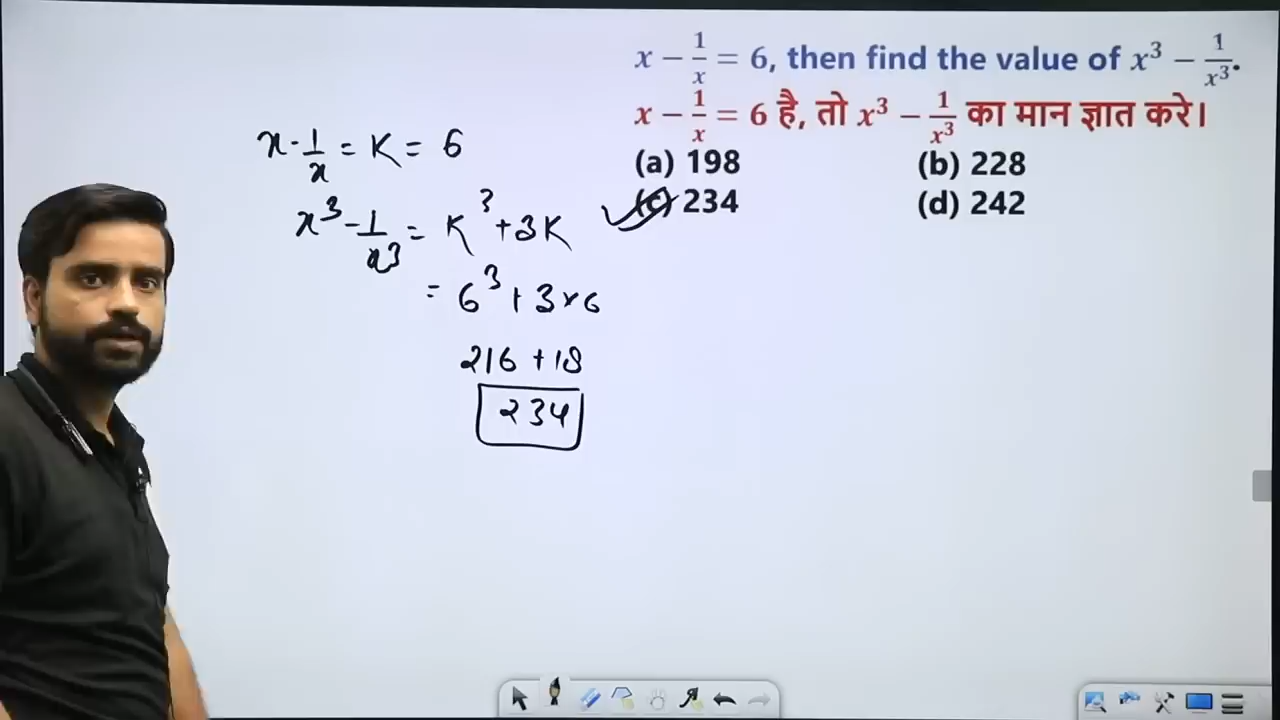 x − 1/x = 6, then find the value of x³ − 1/x³.
x − 1/x = 6 है, तो x³ − 1/x³ का मान ज्ञात करे।
(a) 198 (b) 228
(c) 234 (d) 242
x - 1/x = K = 6
x³ - 1/x³ = K³ + 3K
= 6³ + 3×6
216 + 18
234